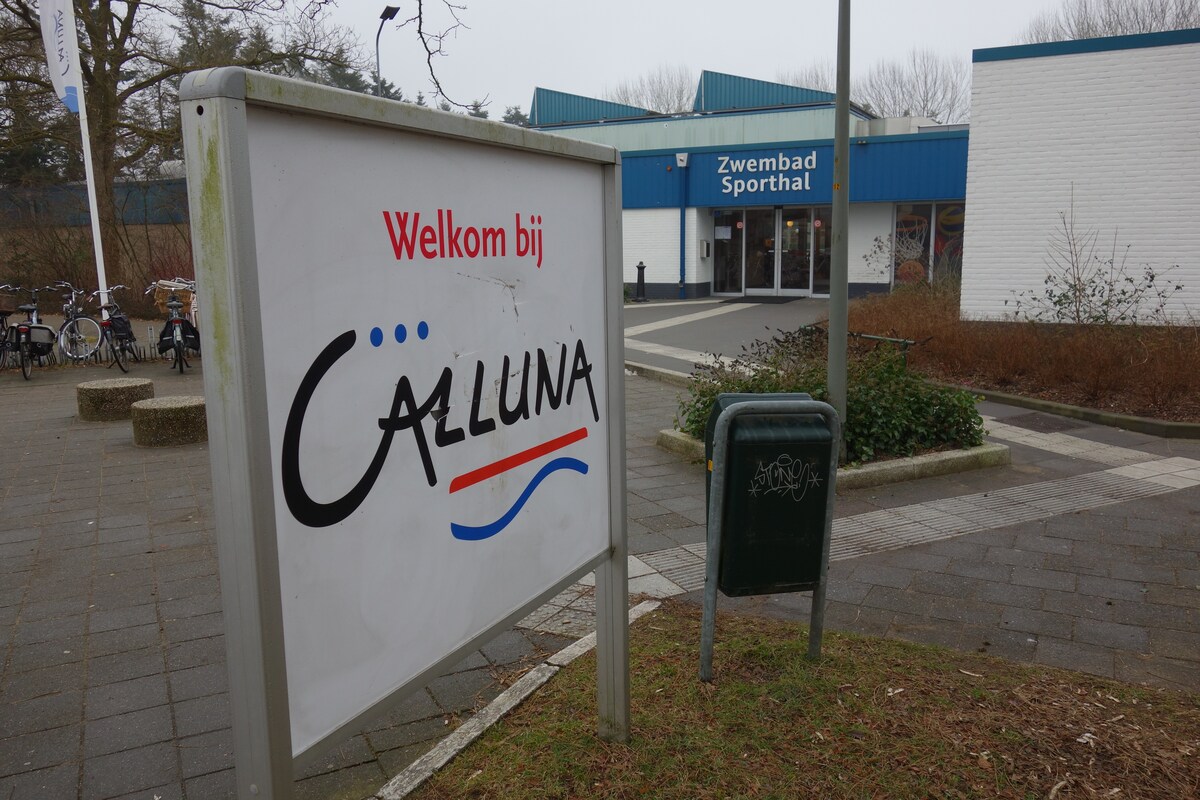 Welkom bij
CALLUNA
Zwembad
Sporthal